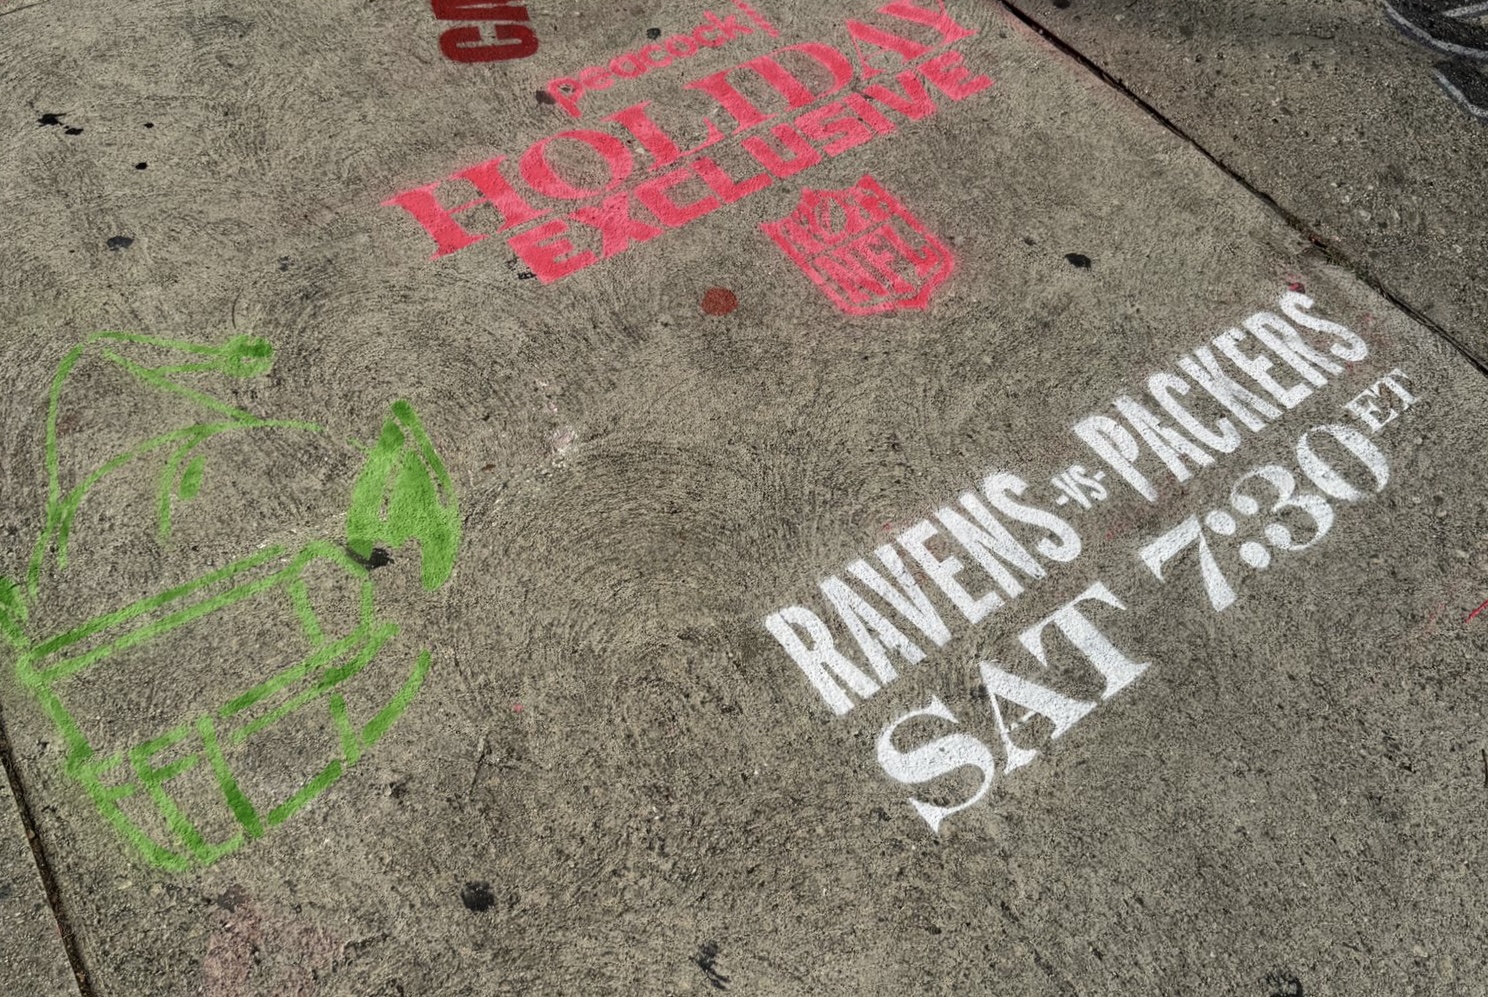 peacock
HOLIDAY
EXCLUSIVE
NFL
RAVENS -VS- PACKERS
SAT 7:30 ET